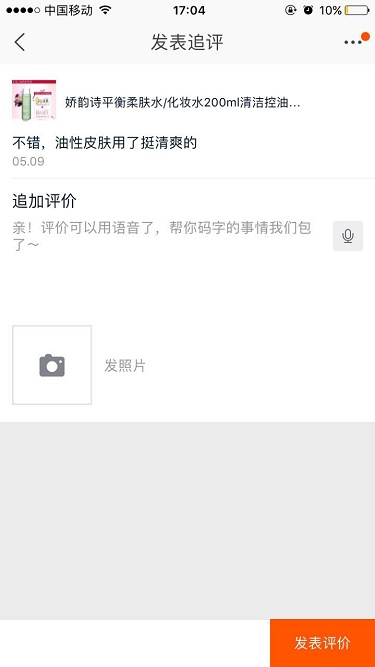 中国移动 17:04 10%
发表追评
娇韵诗平衡柔肤水/化妆水200ml清洁控油...
不错，油性皮肤用了挺清爽的
05.09
追加评价
亲！评价可以用语音了，帮你码字的事情我们包
了～
发照片
发表评价